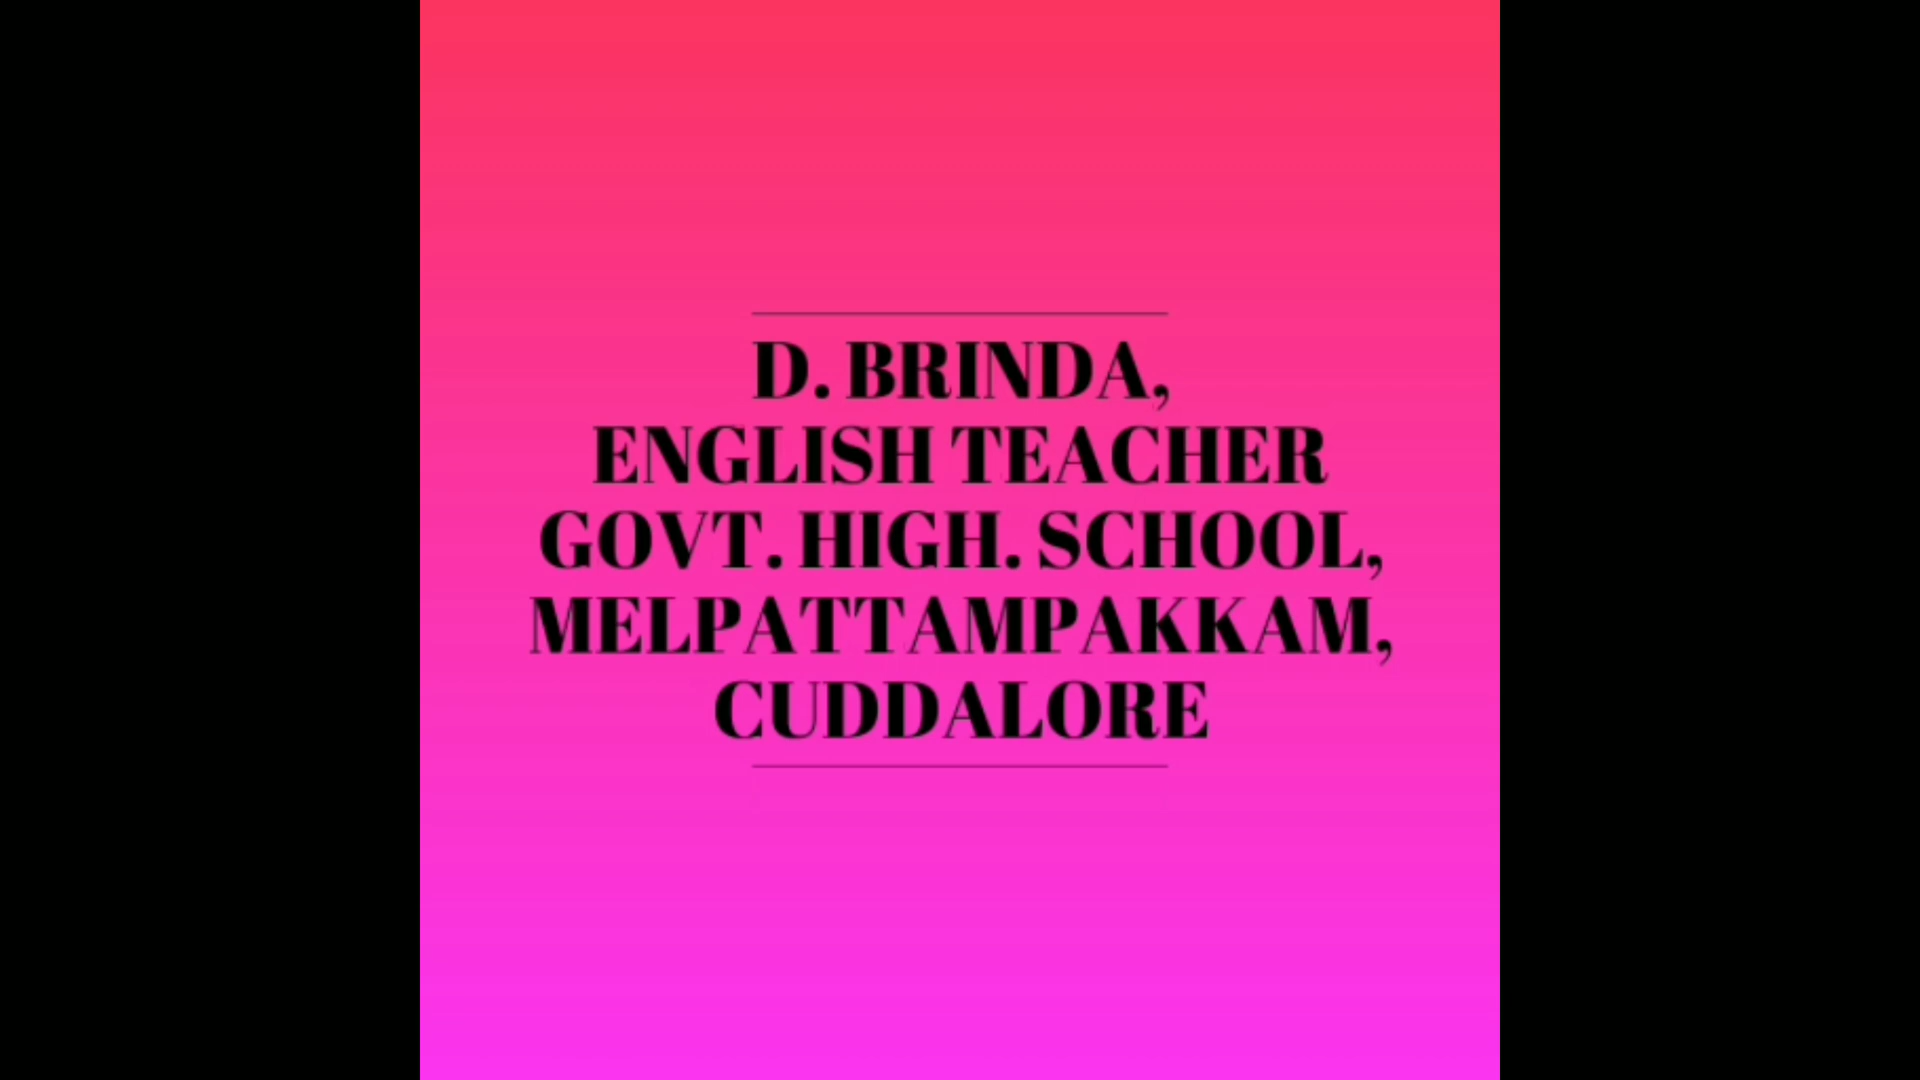 D. BRINDA,
ENGLISH TEACHER
GOVT. HIGH. SCHOOL,
MELPATTAMPAKKAM,
CUDDALORE